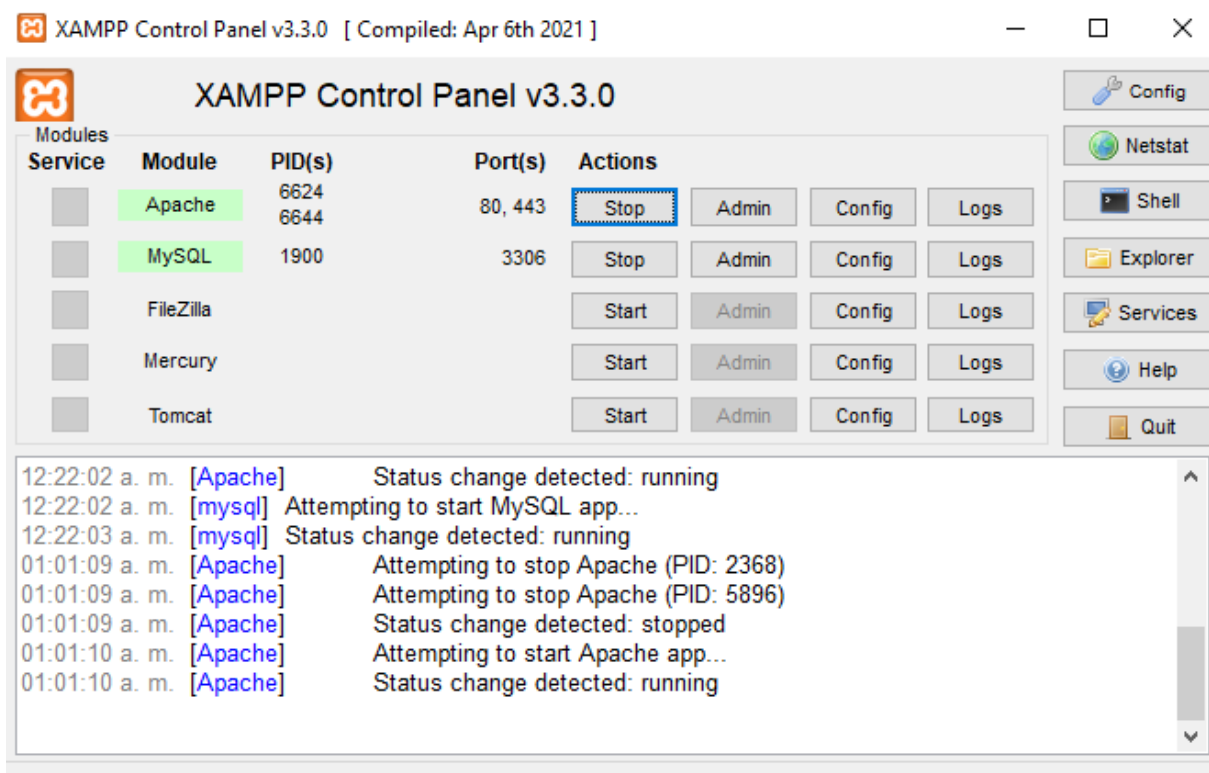 XAMPP Control Panel v3.3.0 [ Compiled: Apr 6th 2021 ]
XAMPP Control Panel v3.3.0
Config
Modules
Service Module PID(s) Port(s) Actions
Netstat
Apache 6624 6644 80, 443 Stop Admin Config Logs
Shell
MySQL 1900 3306 Stop Admin Config Logs
Explorer
FileZilla Start Admin Config Logs
Services
Mercury Start Admin Config Logs
Help
Tomcat Start Admin Config Logs
Quit
12:22:02 a. m. [Apache] Status change detected: running
12:22:02 a. m. [mysql] Attempting to start MySQL app...
12:22:03 a. m. [mysql] Status change detected: running
01:01:09 a. m. [Apache] Attempting to stop Apache (PID: 2368)
01:01:09 a. m. [Apache] Attempting to stop Apache (PID: 5896)
01:01:09 a. m. [Apache] Status change detected: stopped
01:01:10 a. m. [Apache] Attempting to start Apache app...
01:01:10 a. m. [Apache] Status change detected: running